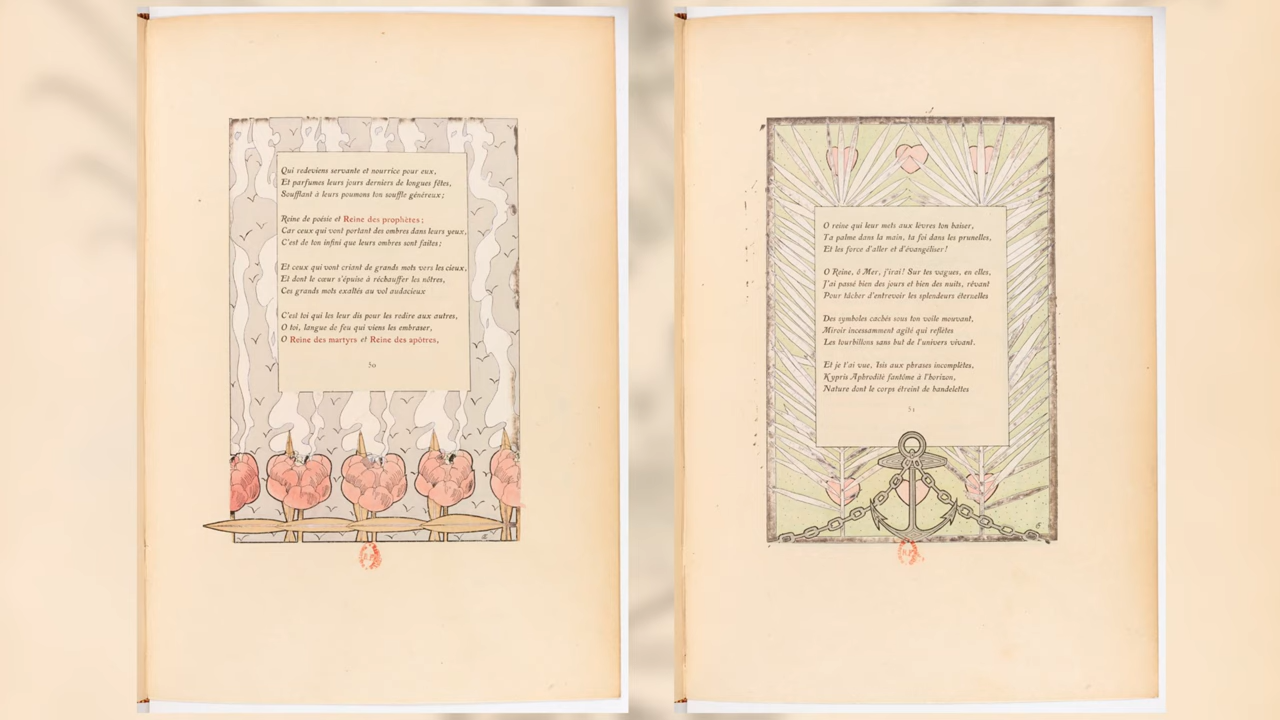 Qui redeviens servante et nourrice pour eux,
Et parfumes leurs jours derniers de longues fêtes,
Soufflant à leurs poumons ton souffle généreux ;
Reine de poésie et Reine des prophètes ;
Car ceux qui vont portant des ombres dans leurs yeux,
C'est de ton infini que leurs ombres sont faites ;
Et ceux qui vont criant de grands mots vers les cieux,
Et dont le cœur s'épuise à réchauffer les nôtres,
Ces grands mots exaltés au vol audacieux
C'est toi qui les leur dis pour les redire aux autres,
O toi, langue de feu qui viens les embraser,
O Reine des martyrs et Reine des apôtres,
50
O reine qui leur mets aux lèvres ton baiser,
Ta palme dans la main, ta foi dans les prunelles,
Et les force d'aller et d'évangéliser !
O Reine, ô Mer, j'irai ! Sur tes vagues, en elles,
J'ai passé bien des jours et bien des nuits, rêvant
Pour tâcher d'entrevoir les splendeurs éternelles
Des symboles cachés sous ton voile mouvant,
Miroir incessamment agité qui reflètes
Les tourbillons sans but de l'univers vivant.
Et je t'ai vue, Isis aux phrases incomplètes,
Kypris Aphrodité fantôme à l'horizon,
Nature dont le corps étreint de bandelettes
51